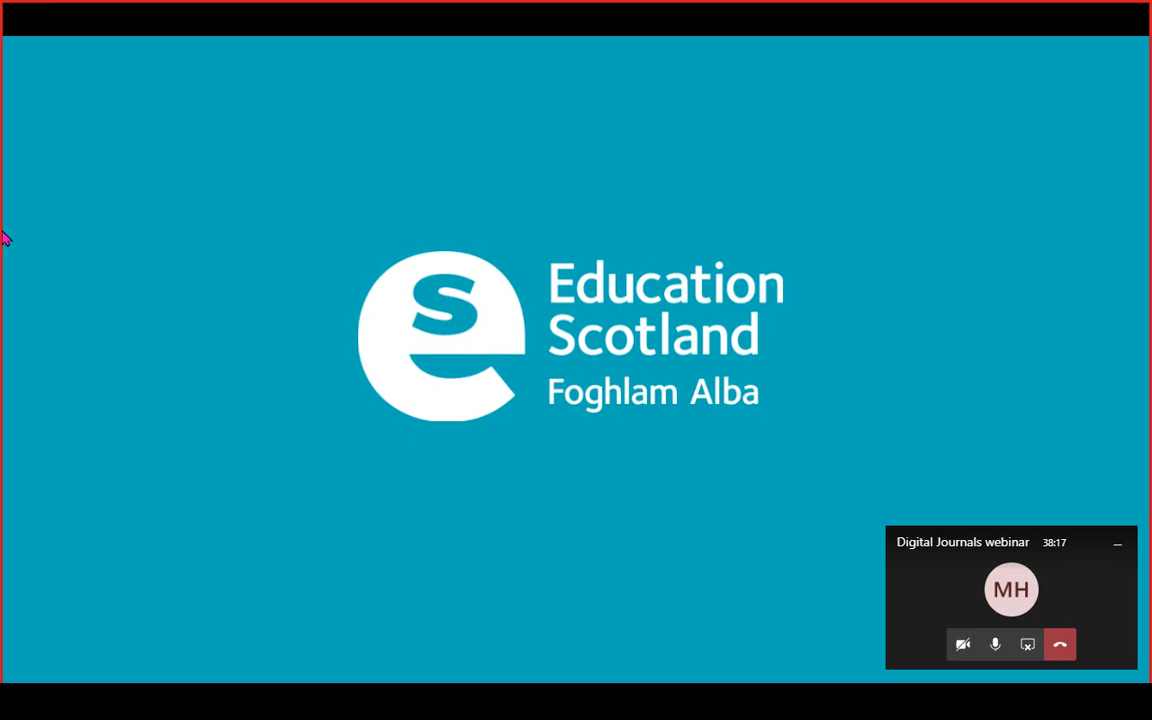 Education
Scotland
Foghlam Alba
Digital Journals webinar 38:17
MH